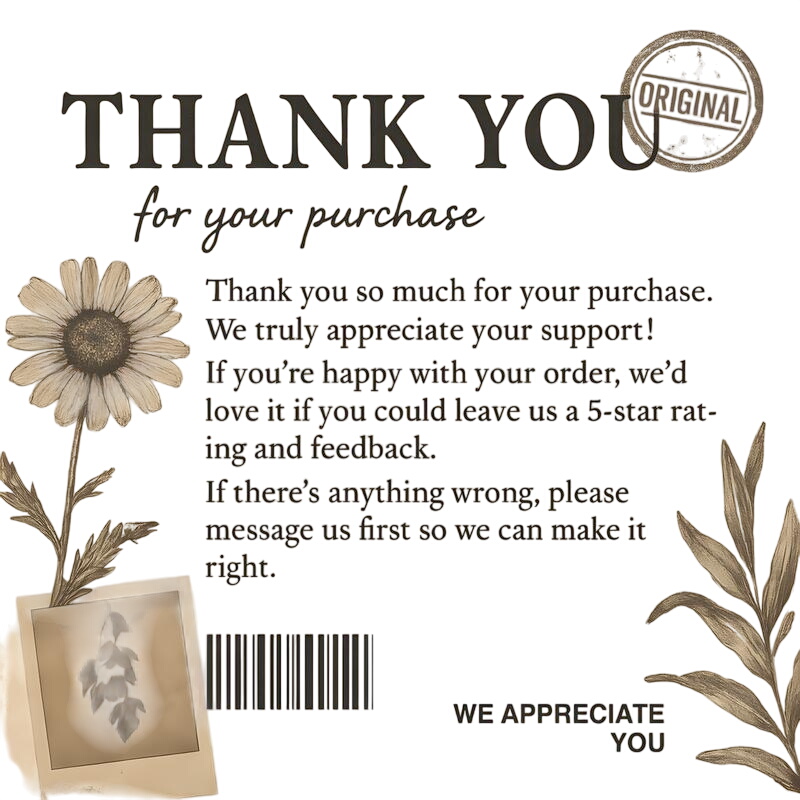 THANK YOU
ORIGINAL
for your purchase
Thank you so much for your purchase.
We truly appreciate your support!
If you’re happy with your order, we’d
love it if you could leave us a 5-star rat-
ing and feedback.
If there’s anything wrong, please
message us first so we can make it
right.
WE APPRECIATE
YOU